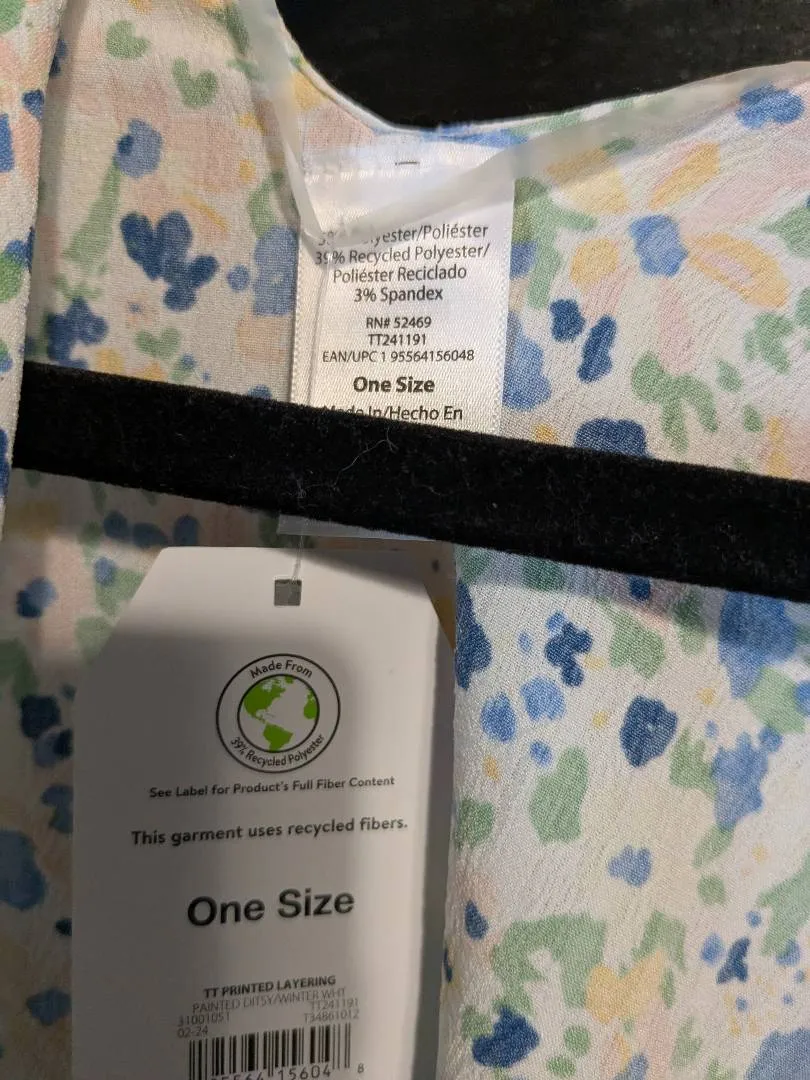 39% Recycled Polyester/
Poliéster Reciclado
3% Spandex
RN# 52469
TT241191
EAN/UPC 1 95564156048
One Size
Made In/Hecho En
Made From
39% Recycled Polyester
See Label for Product's Full Fiber Content
This garment uses recycled fibers.
One Size
TT PRINTED LAYERING
PAINTED DITSY/WINTER WHT
31001051 TT241191
02-24 T34861012
15604 8